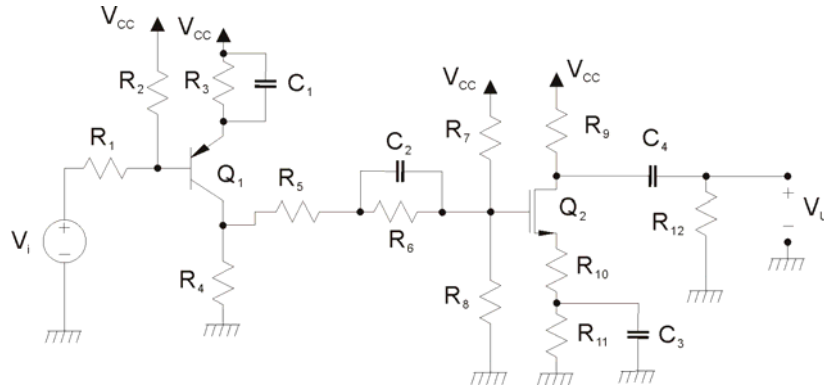 V_CC
V_CC
R_2
R_3
C_1
R_1
Q_1
V_i
+
−
R_4
R_5
C_2
R_6
V_CC
R_7
R_8
V_CC
R_9
C_4
Q_2
R_10
R_11
C_3
R_12
+
−
V_u